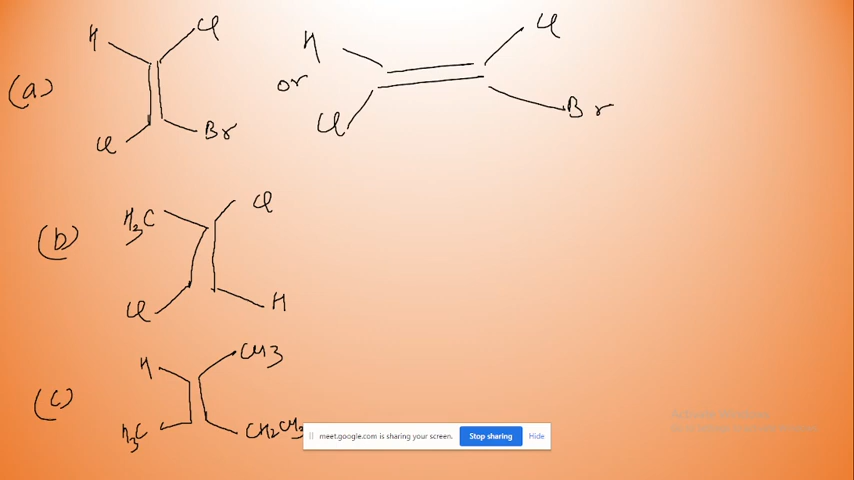 H Cl
H Cl
(a) or
Cl Br
Cl Br
H3C Cl
(b)
Cl H
H CH3
(c)
H3C CH2CH3
meet.google.com is sharing your screen. Stop sharing Hide